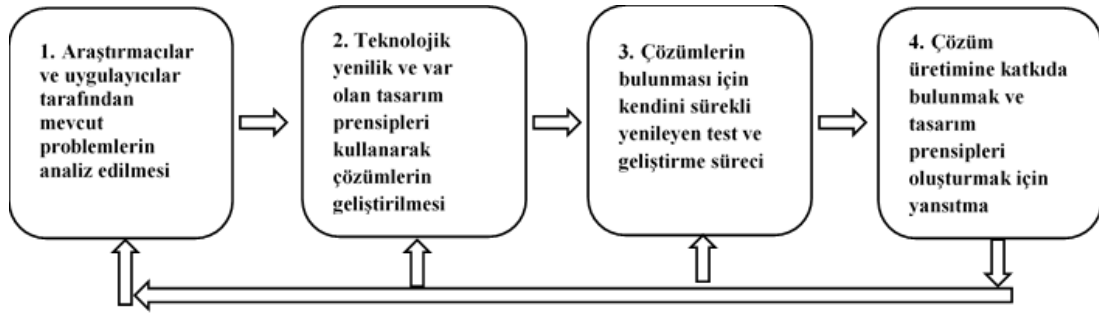 1. Araştırmacılar
ve uygulayıcılar
tarafından
mevcut
problemlerin
analiz edilmesi
2. Teknolojik
yenilik ve var
olan tasarım
prensipleri
kullanarak
çözümlerin
geliştirilmesi
3. Çözümlerin
bulunması için
kendini sürekli
yenileyen test ve
geliştirme süreci
4. Çözüm
üretimine katkıda
bulunmak ve
tasarım
prensipleri
oluşturmak için
yansıtma